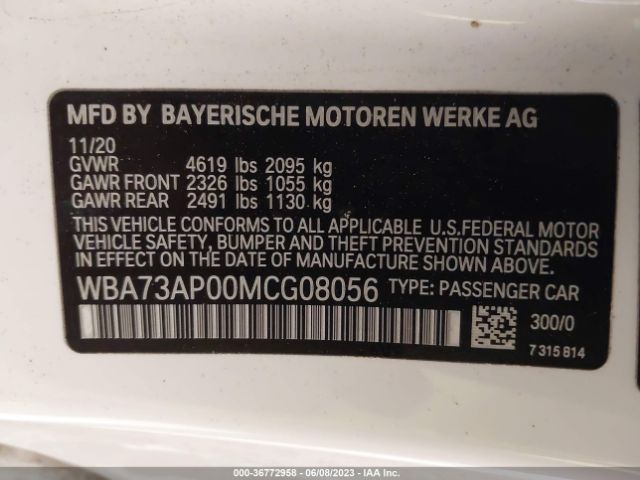 MFD BY BAYERISCHE MOTOREN WERKE AG
11/20
GVWR 4619 lbs 2095 kg
GAWR FRONT 2326 lbs 1055 kg
GAWR REAR 2491 lbs 1130 kg
THIS VEHICLE CONFORMS TO ALL APPLICABLE U.S.FEDERAL MOTOR
VEHICLE SAFETY, BUMPER AND THEFT PREVENTION STANDARDS
IN EFFECT ON THE DATE OF MANUFACTURE SHOWN ABOVE.
WBA73AP00MCG08056 TYPE: PASSENGER CAR
300/0
7 315 814
000-36772958 - 06/08/2023 - IAA Inc.